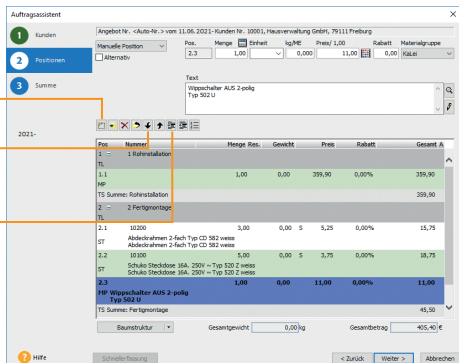 Auftragsassistent
1 Kunden
2 Positionen
3 Summe
2021-
Angebot Nr. <Auto-Nr.> vom 11.06.2021- Kunden Nr. 10001, Hausverwaltung GmbH, 79111 Freiburg
Manuelle Position
Alternativ
Pos. Menge Einheit kg/ME Preis/ 1,00 Rabatt Materialgruppe
2.3 1,00 0,000 11,00 0,00 KaLei
Text
Wippschalter AUS 2-polig
Typ 502 U
Pos Nummer Menge Res. Gewicht Preis Rabatt Gesamt A
1 1 Rohinstallation
TL
1.1 1,00 0,00 359,90 0,00% 359,90
MP
TS Summe: Rohinstallation 359,90
2 2 Fertigmontage
TL
2.1 10200 3,00 0,00 S 5,25 0,00% 15,75
ST Abdeckrahmen 2-fach Typ CD 582 weiss
Abdeckrahmen 2-fach Typ CD 582 weiss
2.2 10100 5,00 0,00 S 3,75 0,00% 18,75
ST Schuko Steckdose 16A. 250V ~ Typ 520 Z weiss
Schuko Steckdose 16A. 250V ~ Typ 520 Z weiss
2.3 1,00 0,00 11,00 0,00% 11,00
MP Wippschalter AUS 2-polig
Typ 502 U
TS Summe: Fertigmontage 45,50
Baumstruktur Gesamtgewicht 0,00 kg Gesamtbetrag 405,40 €
? Hilfe Schnellerfassung < Zurück Weiter > Abbrechen